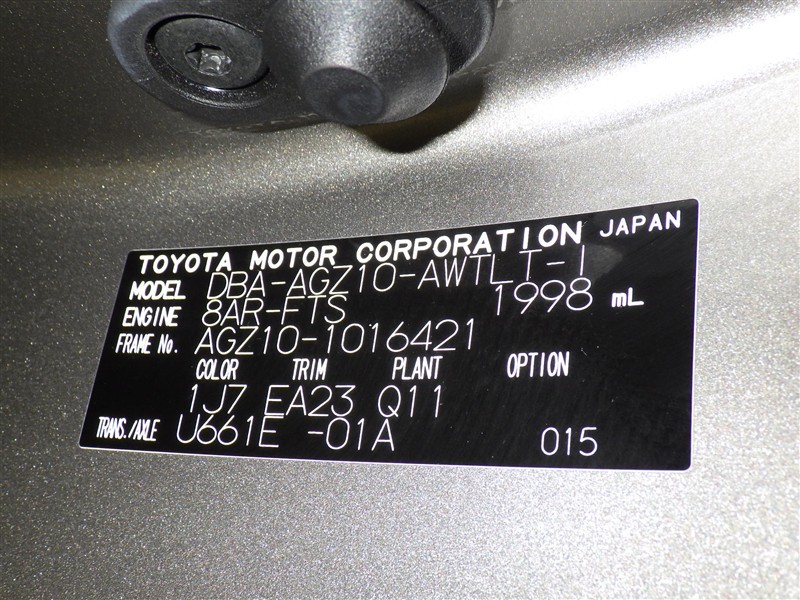 TOYOTA MOTOR CORPORATION JAPAN
MODEL DBA-AGZ10-AWTLT-I
ENGINE 8AR-FTS 1998 mL
FRAME No. AGZ10-1016421
COLOR TRIM PLANT OPTION
1J7 EA23 Q11
TRANS./AXLE U661E -01A 015